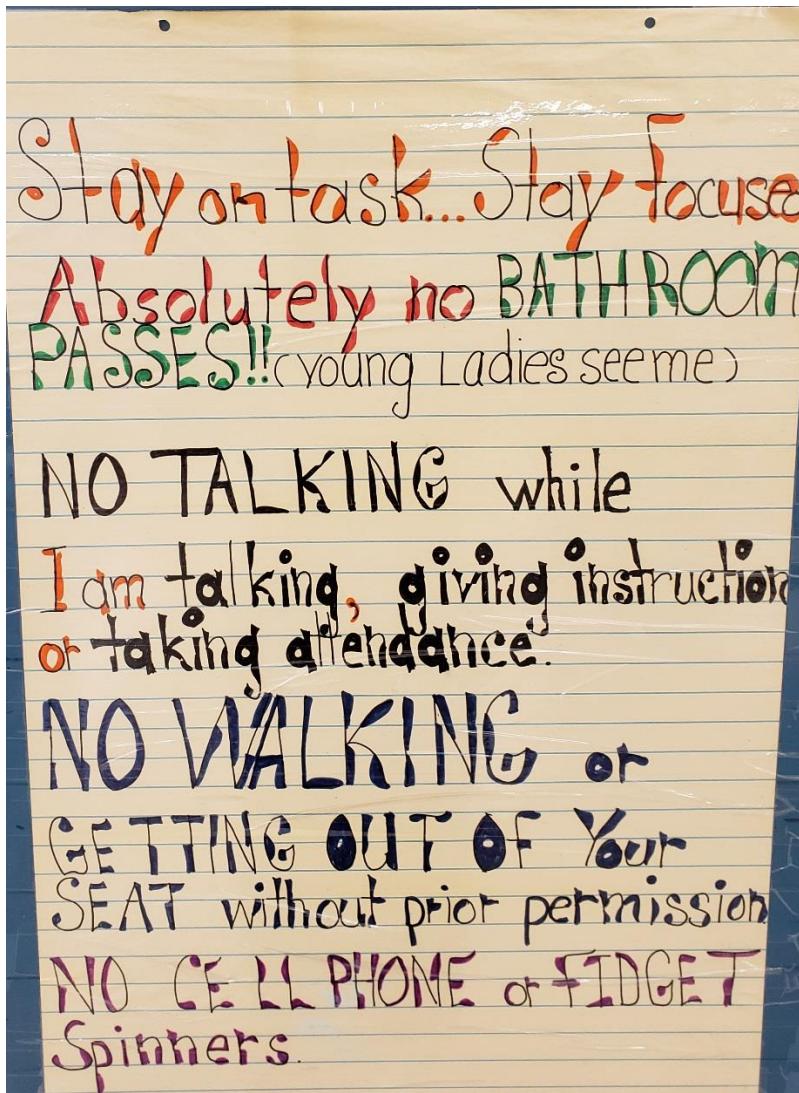 Stay on task... Stay focused
Absolutely no BATHROOM
PASSES!! (young Ladies see me)
NO TALKING while
I am talking, giving instruction
or taking attendance.
NO WALKING or
GETTING OUT OF Your
SEAT without prior permission
NO CELL PHONE or FIDGET
Spinners.